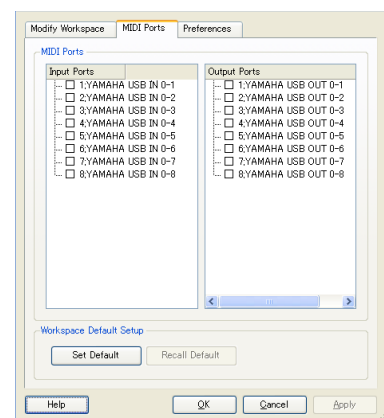 Modify Workspace MIDI Ports Preferences
MIDI Ports
Input Ports
1;YAMAHA USB IN 0-1
2;YAMAHA USB IN 0-2
3;YAMAHA USB IN 0-3
4;YAMAHA USB IN 0-4
5;YAMAHA USB IN 0-5
6;YAMAHA USB IN 0-6
7;YAMAHA USB IN 0-7
8;YAMAHA USB IN 0-8
Output Ports
1;YAMAHA USB OUT 0-1
2;YAMAHA USB OUT 0-2
3;YAMAHA USB OUT 0-3
4;YAMAHA USB OUT 0-4
5;YAMAHA USB OUT 0-5
6;YAMAHA USB OUT 0-6
7;YAMAHA USB OUT 0-7
8;YAMAHA USB OUT 0-8
Workspace Default Setup
Set Default Recall Default
Help OK Cancel Apply